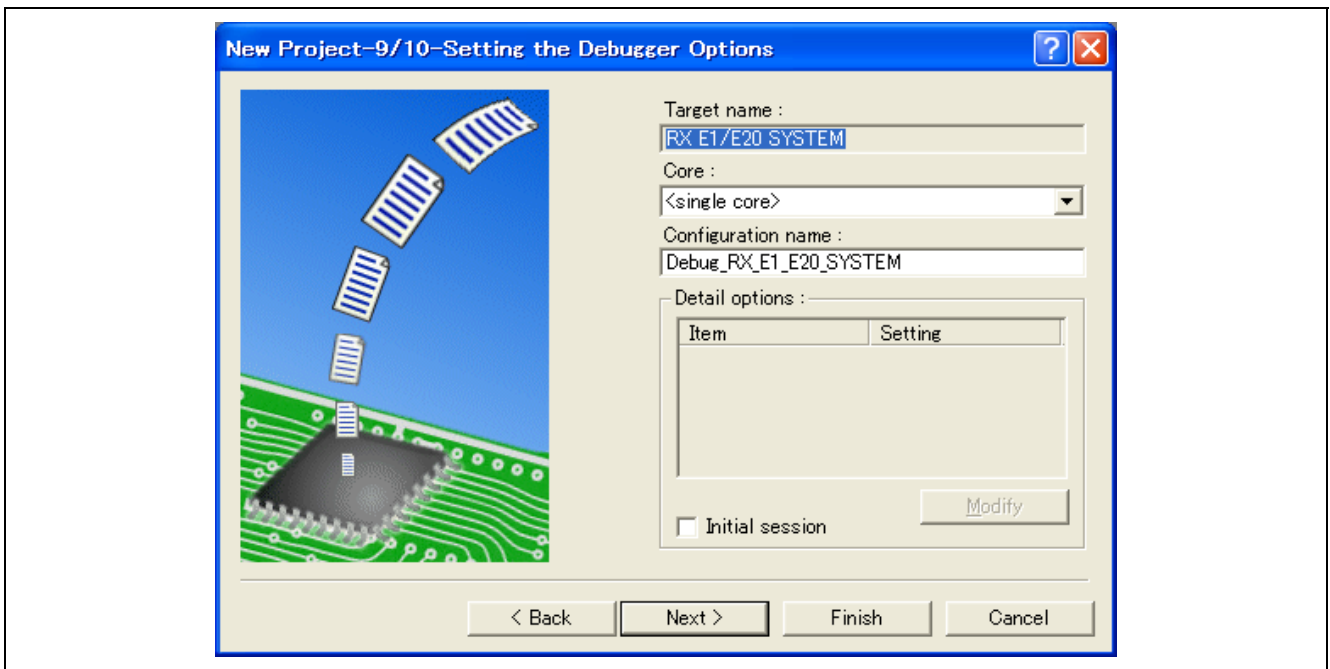 New Project-9/10-Setting the Debugger Options
Target name :
RX E1/E20 SYSTEM
Core :
<single core>
Configuration name :
Debug_RX_E1_E20_SYSTEM
Detail options :
Item Setting
Modify
Initial session
< Back Next > Finish Cancel